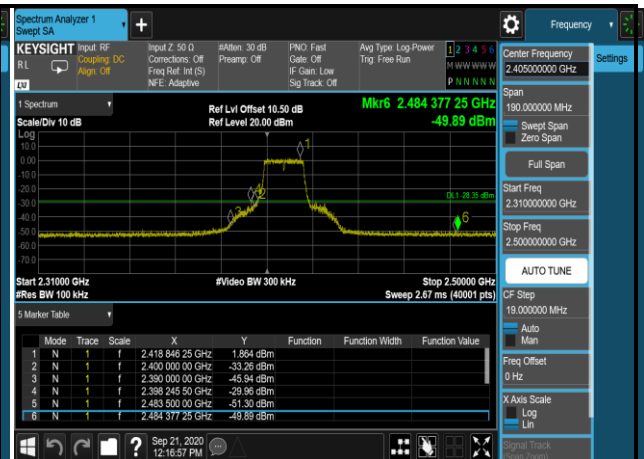 Spectrum Analyzer 1
Swept SA
+
Frequency
KEYSIGHT
RL
LXI
Input: RF
Coupling: DC
Align: Off
Input Z: 50 Ω
Corrections: Off
Freq Ref: Int (S)
NFE: Adaptive
#Atten: 30 dB
Preamp: Off
PNO: Fast
Gate: Off
IF Gain: Low
Sig Track: Off
Avg Type: Log-Power
Trig: Free Run
1 2 3 4 5 6
M W W W W W
P N N N N N
1 Spectrum
Scale/Div 10 dB
Ref Lvl Offset 10.50 dB
Ref Level 20.00 dBm
Mkr6 2.484 377 25 GHz
-49.89 dBm
Log
10.0
0.00
-10.0
-20.0
-30.0
-40.0
-50.0
-60.0
-70.0
1
2
3
4
6
DL1 -28.35 dBm
Start 2.31000 GHz
#Res BW 100 kHz
#Video BW 300 kHz
Stop 2.50000 GHz
Sweep 2.67 ms (40001 pts)
5 Marker Table
Mode Trace Scale X Y Function Function Width Function Value
1 N 1 f 2.418 846 25 GHz 1.864 dBm
2 N 1 f 2.400 000 00 GHz -33.26 dBm
3 N 1 f 2.390 000 00 GHz -45.94 dBm
4 N 1 f 2.398 245 50 GHz -29.96 dBm
5 N 1 f 2.483 500 00 GHz -51.30 dBm
6 N 1 f 2.484 377 25 GHz -49.89 dBm
?
Sep 21, 2020
12:16:57 PM
Center Frequency
2.405000000 GHz
Span
190.000000 MHz
Swept Span
Zero Span
Full Span
Start Freq
2.310000000 GHz
Stop Freq
2.500000000 GHz
AUTO TUNE
CF Step
19.000000 MHz
Auto
Man
Freq Offset
0 Hz
X Axis Scale
Log
Lin
Signal Track
(Span Zoom)
Settings